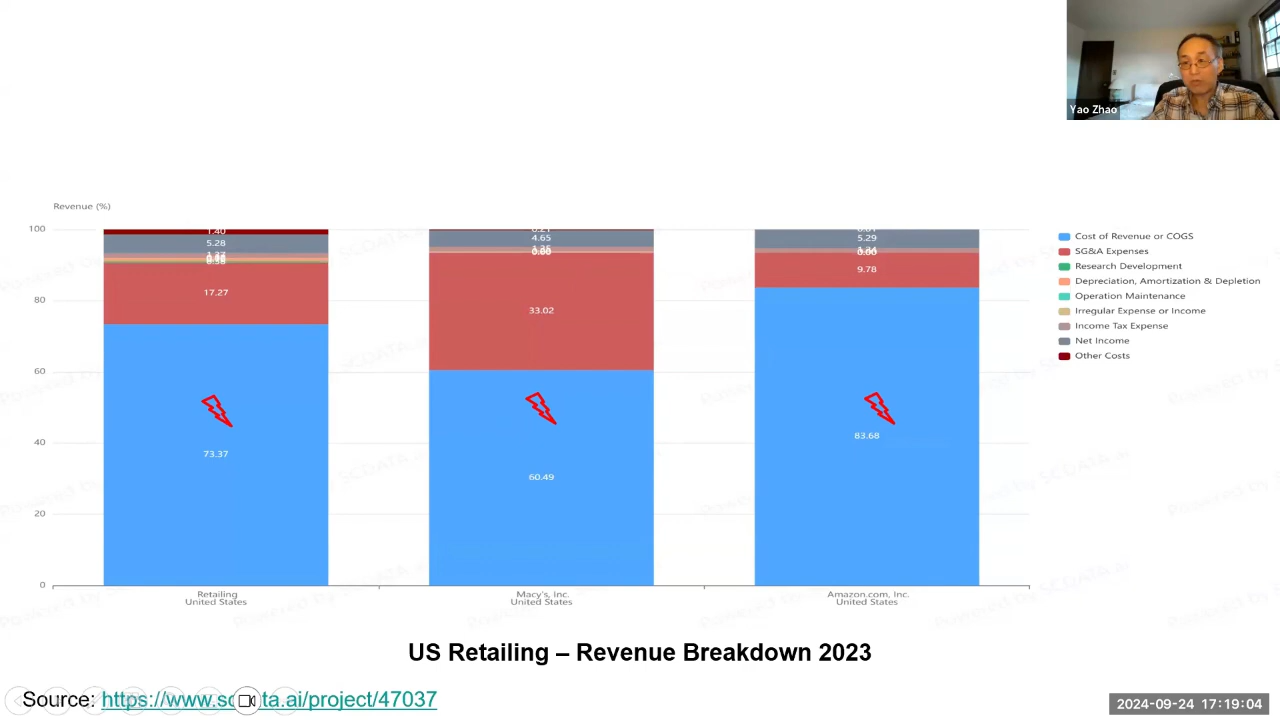 Yao Zhao
Revenue (%)
100
80
60
40
20
0
1.40
5.28
17.27
73.37
4.65
33.02
60.49
5.29
9.78
83.68
Retailing
United States
Macy's, Inc.
United States
Amazon.com, Inc.
United States
Cost of Revenue or COGS
SG&A Expenses
Research Development
Depreciation, Amortization & Depletion
Operation Maintenance
Irregular Expense or Income
Income Tax Expense
Net Income
Other Costs
US Retailing – Revenue Breakdown 2023
Source: ta.ai/project/47037
2024-09-24 17:19:04